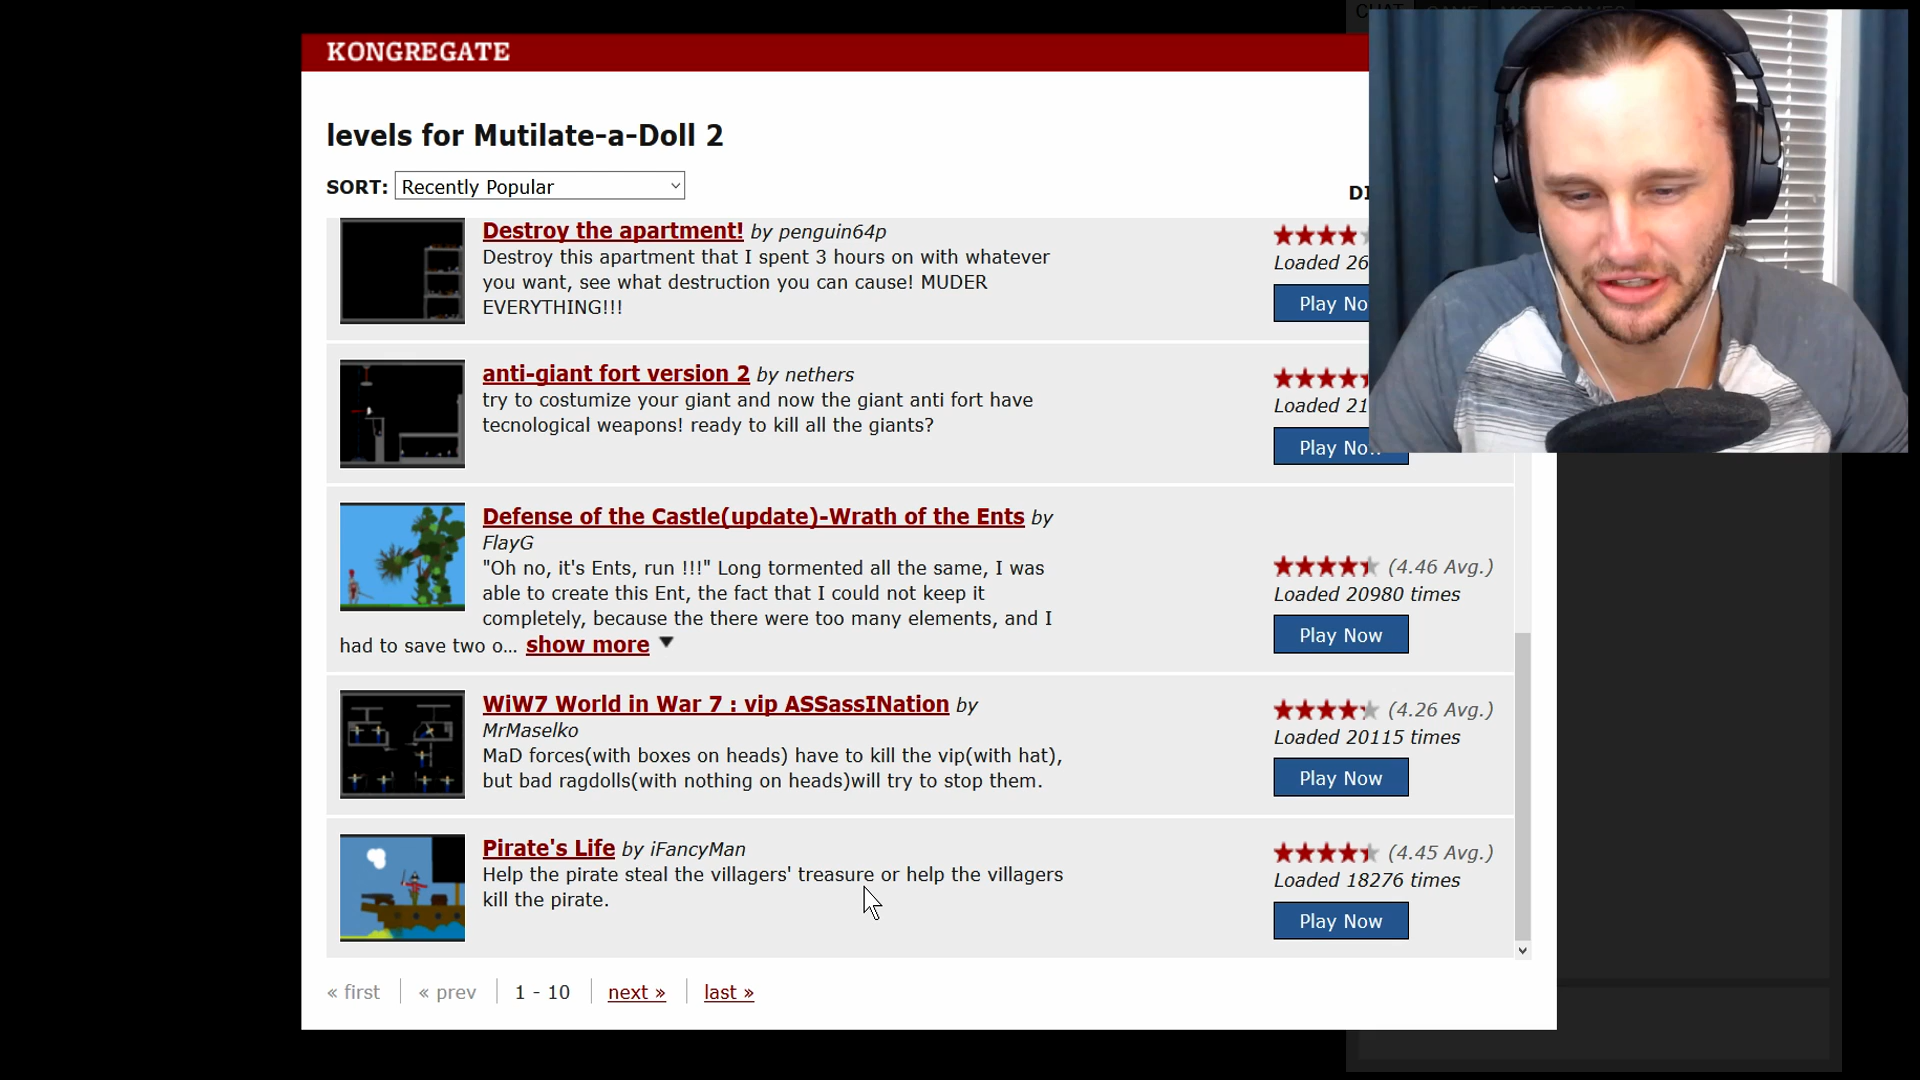 CHAT GAME MORE GAMES
KONGREGATE
levels for Mutilate-a-Doll 2
SORT: Recently Popular
Destroy the apartment! by penguin64p
Destroy this apartment that I spent 3 hours on with whatever
you want, see what destruction you can cause! MUDER
EVERYTHING!!!
Loaded 26
Play No
anti-giant fort version 2 by nethers
try to costumize your giant and now the giant anti fort have
tecnological weapons! ready to kill all the giants?
Loaded 21
Play No
Defense of the Castle(update)-Wrath of the Ents by
FlayG
"Oh no, it's Ents, run !!!" Long tormented all the same, I was
able to create this Ent, the fact that I could not keep it
completely, because the there were too many elements, and I
had to save two o... show more ▼
(4.46 Avg.)
Loaded 20980 times
Play Now
WiW7 World in War 7 : vip ASSassINation by
MrMaselko
MaD forces(with boxes on heads) have to kill the vip(with hat),
but bad ragdolls(with nothing on heads)will try to stop them.
(4.26 Avg.)
Loaded 20115 times
Play Now
Pirate's Life by iFancyMan
Help the pirate steal the villagers' treasure or help the villagers
kill the pirate.
(4.45 Avg.)
Loaded 18276 times
Play Now
« first « prev 1 - 10 next » last »